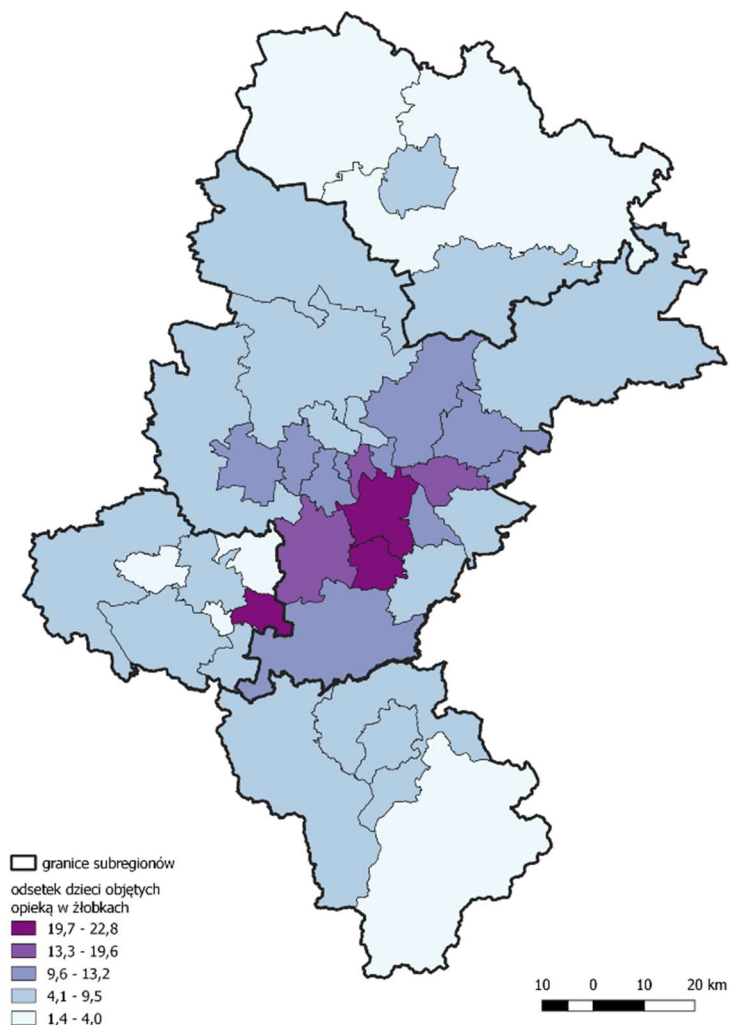 granice subregionów
odsetek dzieci objętych
opieką w żłobkach
19,7 - 22,8
13,3 - 19,6
9,6 - 13,2
4,1 - 9,5
1,4 - 4,0
10 0 10 20 km